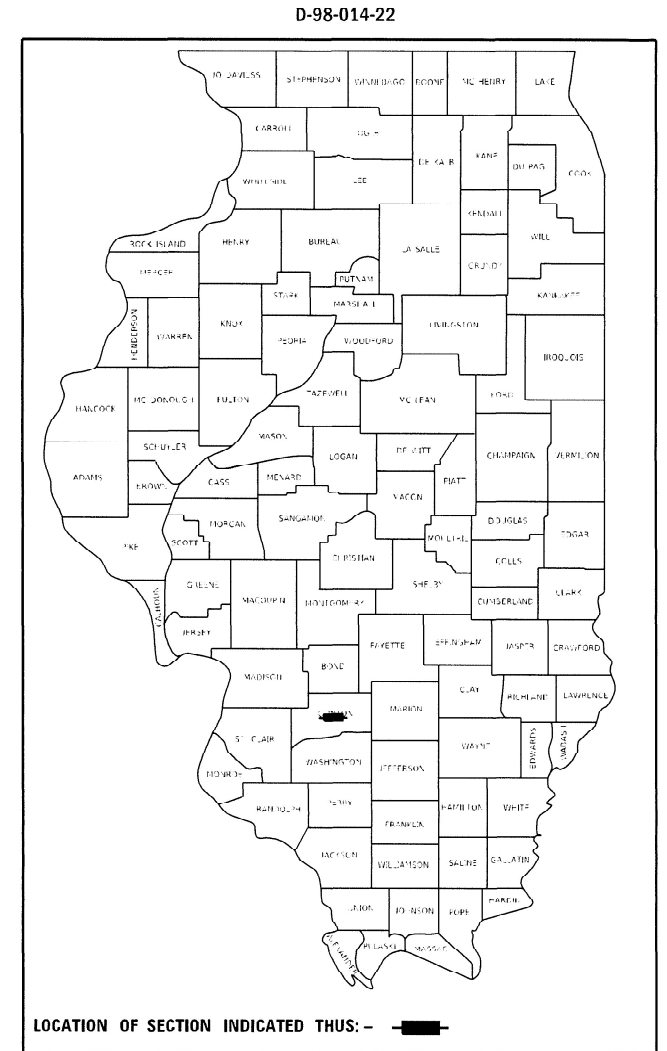 D-98-014-22
JO DAVIESS STEPHENSON WINNEBAGO BOONE MC HENRY LAKE
CARROLL OGLE
DE KALB KANE DU PAG COOK
WHITESIDE LEE
KENDALL
ROCK ISLAND HENRY BUREAU LA SALLE WILL
MERCER GRUNDY
PUTNAM
STARK MARSHALL KANKAKEE
HENDERSON WARREN KNOX PEORIA WOODFORD LIVINGSTON
IROQUOIS
HANCOCK MC DONOUGH FULTON TAZEWELL MC LEAN FORD
MASON
SCHUYLER LOGAN DE WITT CHAMPAIGN VERMILION
ADAMS BROWN CASS MENARD PIATT
MACON
MORGAN SANGAMON DOUGLAS
PIKE SCOTT CHRISTIAN MOULTRIE EDGAR
COLES
GREENE SHELBY
CALHOUN MACOUPIN MONTGOMERY CUMBERLAND CLARK
JERSEY FAYETTE EFFINGHAM JASPER CRAWFORD
BOND
MADISON CLAY RICHLAND LAWRENCE
MARION
ST CLAIR WAYNE EDWARDS WABASH
MONROE WASHINGTON JEFFERSON
RANDOLPH PERRY HAMILTON WHITE
FRANKLIN
JACKSON WILLIAMSON SALINE GALLATIN
UNION JOHNSON POPE HARDIN
ALEXANDER PULASKI MASSAC
LOCATION OF SECTION INDICATED THUS: –